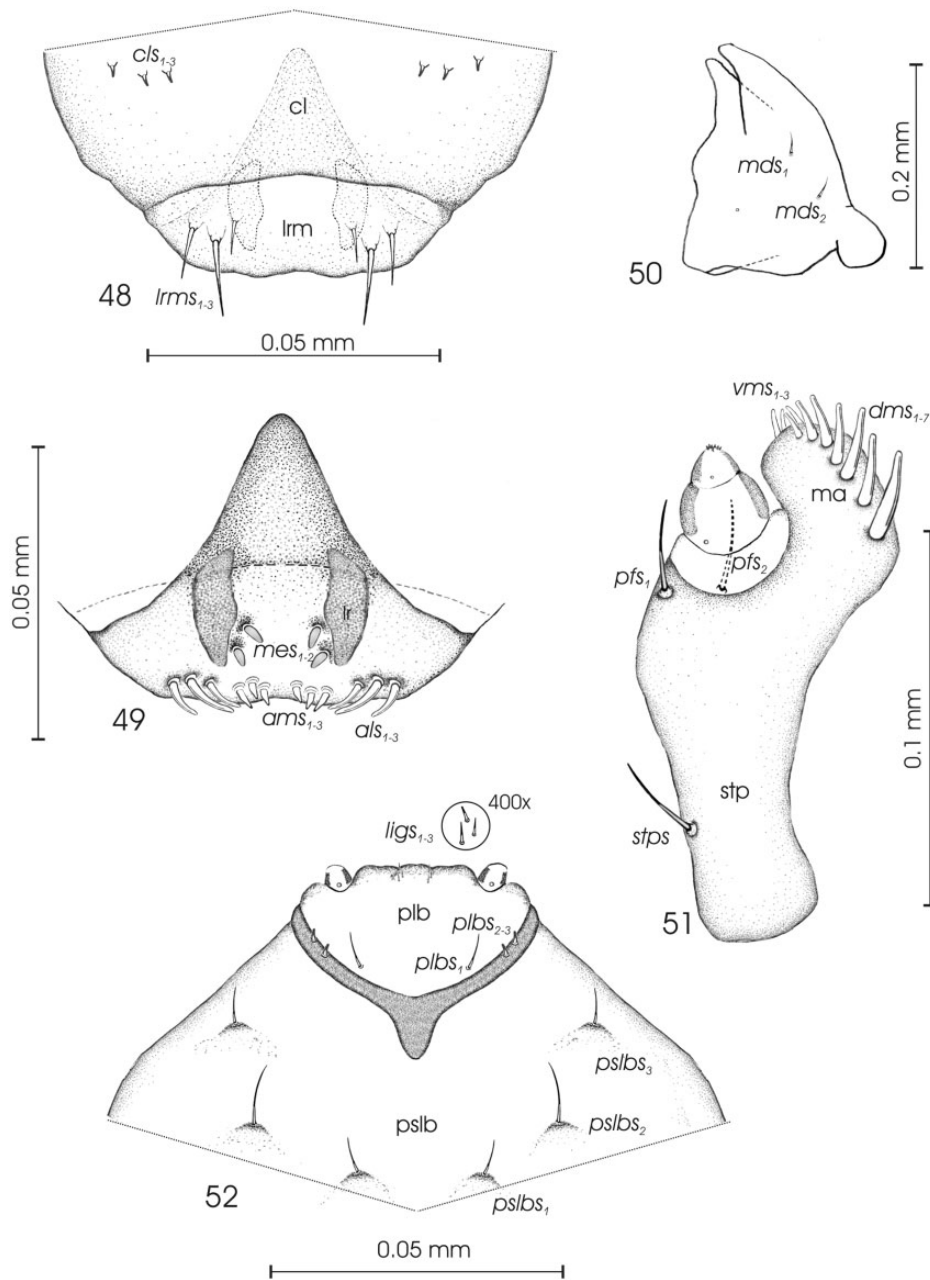 cls₁₋₃
cl
lrm
48
lrms₁₋₃
0.05 mm
mds₁
mds₂
50
0.2 mm
0.05 mm
lr
mes₁₋₂
49
ams₁₋₃
als₁₋₃
vms₁₋₃
dms₁₋₇
ma
pfs₁
pfs₂
stp
stps
51
0.1 mm
400x
ligs₁₋₃
plb
plbs₂₋₃
plbs₁
pslbs₃
pslb
pslbs₂
52
pslbs₁
0.05 mm